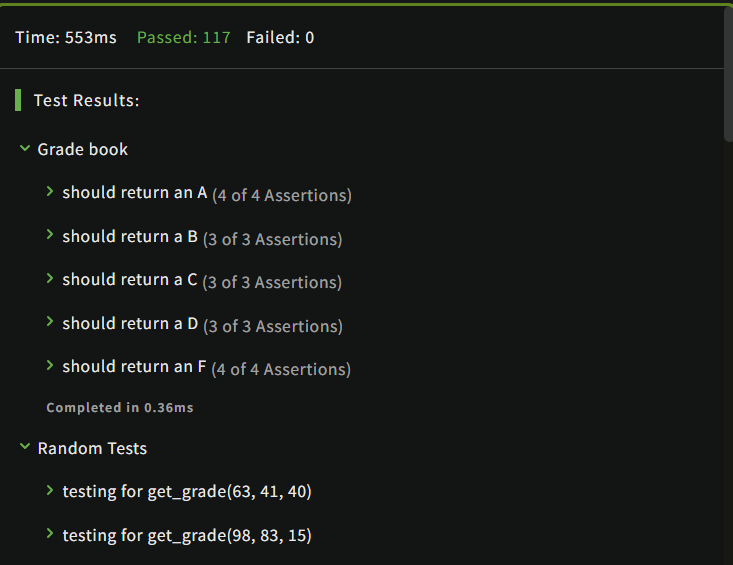 Time: 553ms Passed: 117 Failed: 0
Test Results:
Grade book
should return an A (4 of 4 Assertions)
should return a B (3 of 3 Assertions)
should return a C (3 of 3 Assertions)
should return a D (3 of 3 Assertions)
should return an F (4 of 4 Assertions)
Completed in 0.36ms
Random Tests
testing for get_grade(63, 41, 40)
testing for get_grade(98, 83, 15)